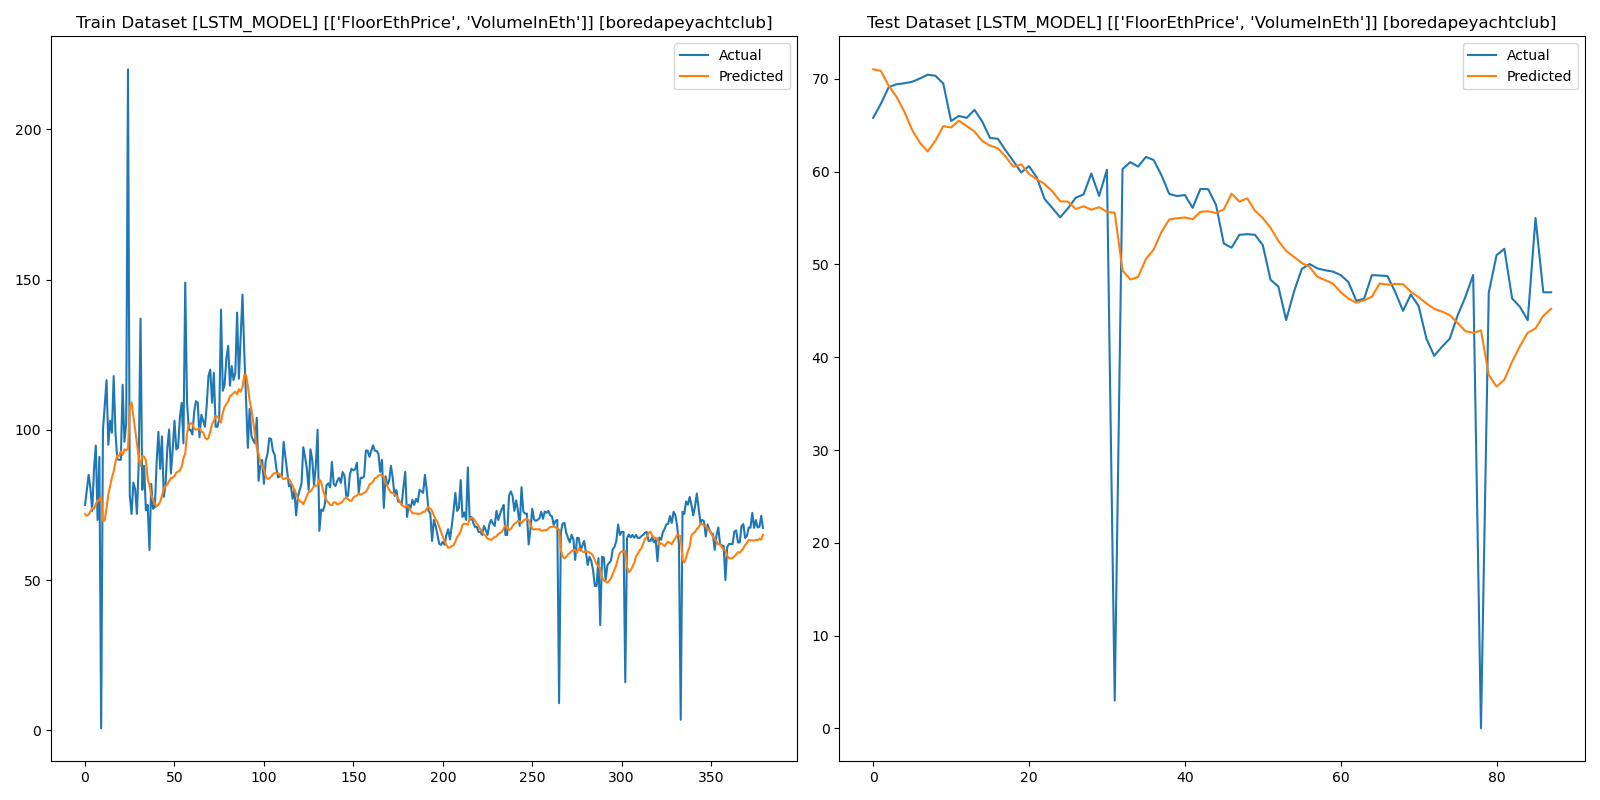 Train Dataset [LSTM_MODEL] [['FloorEthPrice', 'VolumeInEth']] [boredapeyachtclub]
Actual
Predicted
200
150
100
50
0
0 50 100 150 200 250 300 350
Test Dataset [LSTM_MODEL] [['FloorEthPrice', 'VolumeInEth']] [boredapeyachtclub]
Actual
Predicted
70
60
50
40
30
20
10
0
0 20 40 60 80